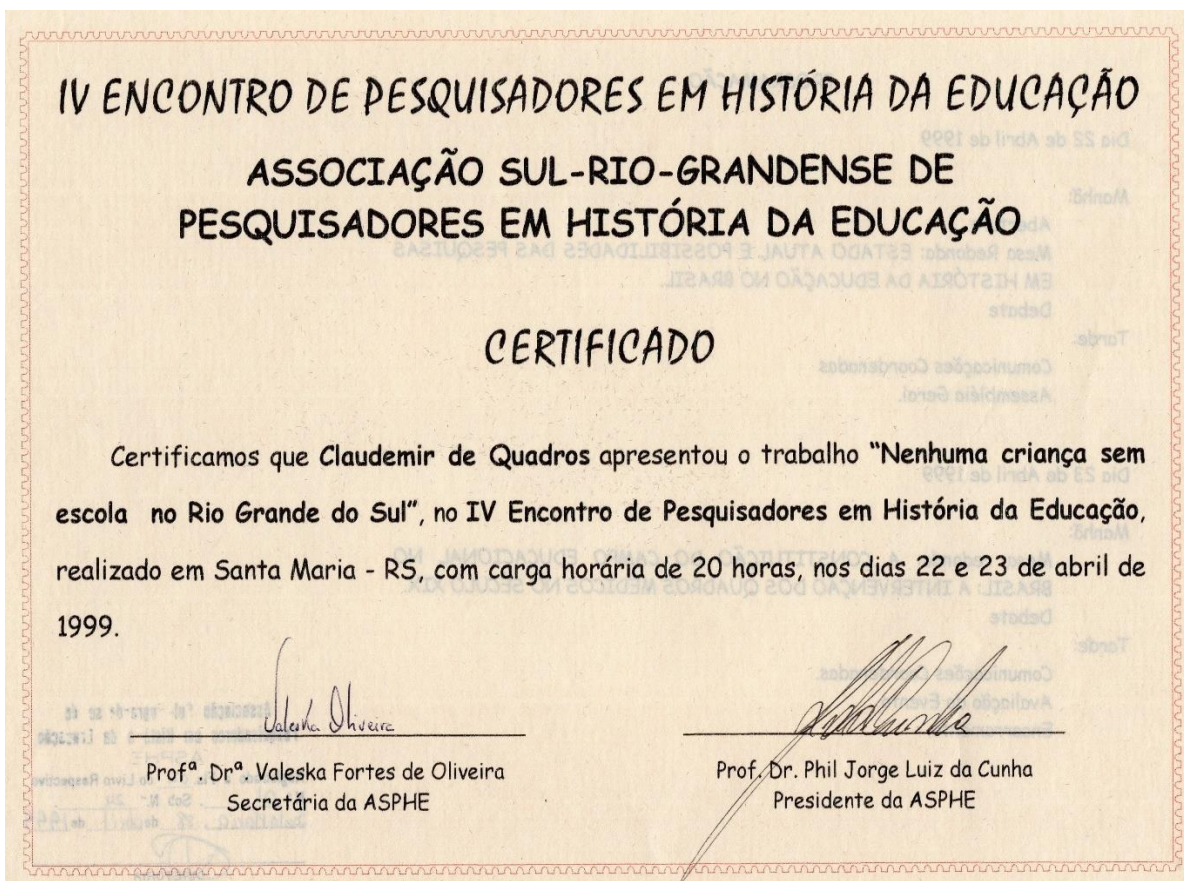 IV ENCONTRO DE PESQUISADORES EM HISTÓRIA DA EDUCAÇÃO
ASSOCIAÇÃO SUL-RIO-GRANDENSE DE
PESQUISADORES EM HISTÓRIA DA EDUCAÇÃO
CERTIFICADO
Certificamos que Claudemir de Quadros apresentou o trabalho “Nenhuma criança sem
escola no Rio Grande do Sul”, no IV Encontro de Pesquisadores em História da Educação,
realizado em Santa Maria - RS, com carga horária de 20 horas, nos dias 22 e 23 de abril de
1999.
Valeska Oliveira
Profª Drª Valeska Fortes de Oliveira
Secretária da ASPHE
Prof. Dr. Phil Jorge Luiz da Cunha
Presidente da ASPHE